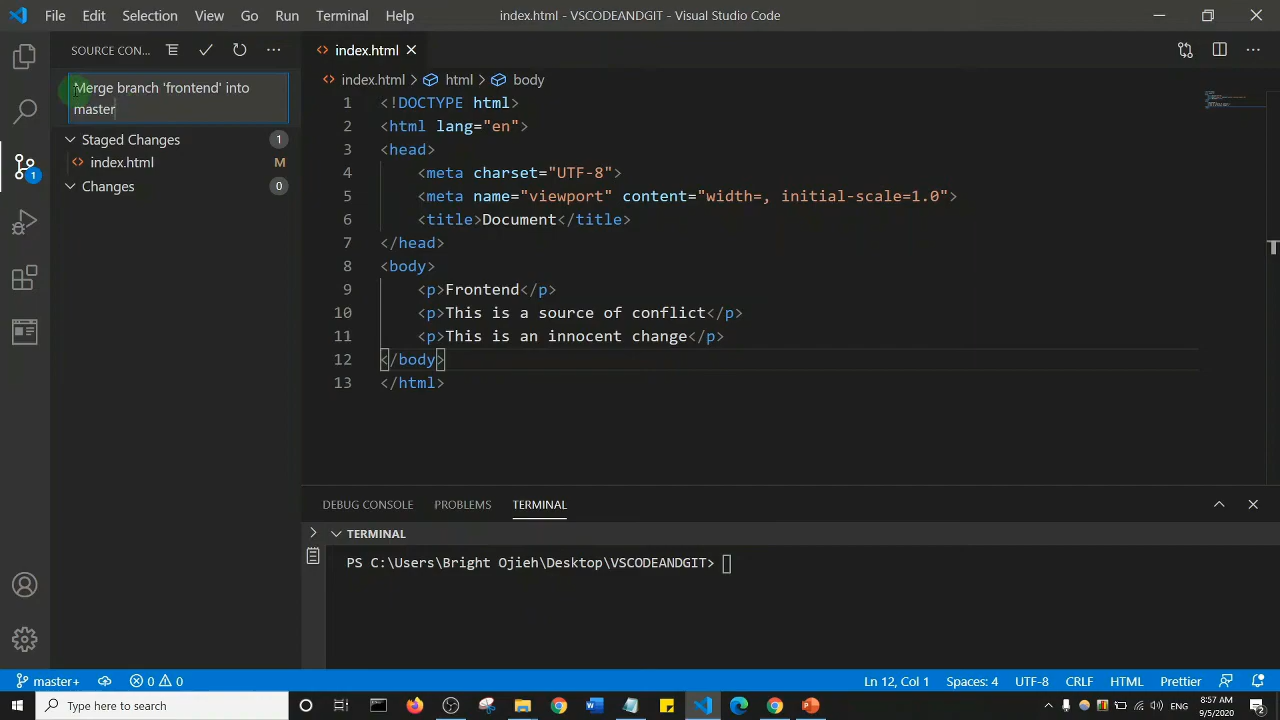 File Edit Selection View Go Run Terminal Help
index.html - VSCODEANDGIT - Visual Studio Code
SOURCE CON...
Merge branch 'frontend' into
master
Staged Changes 1
index.html M
Changes 0
1
index.html
index.html > html > body
1 <!DOCTYPE html>
2 <html lang="en">
3 <head>
4 <meta charset="UTF-8">
5 <meta name="viewport" content="width=, initial-scale=1.0">
6 <title>Document</title>
7 </head>
8 <body>
9 <p>Frontend</p>
10 <p>This is a source of conflict</p>
11 <p>This is an innocent change</p>
12 </body>
13 </html>
DEBUG CONSOLE PROBLEMS TERMINAL
TERMINAL
PS C:\Users\Bright Ojieh\Desktop\VSCODEANDGIT>
master+ 0 0 Ln 12, Col 1 Spaces: 4 UTF-8 CRLF HTML Prettier
Type here to search
ENG
8:57 AM
9/5/2020
2